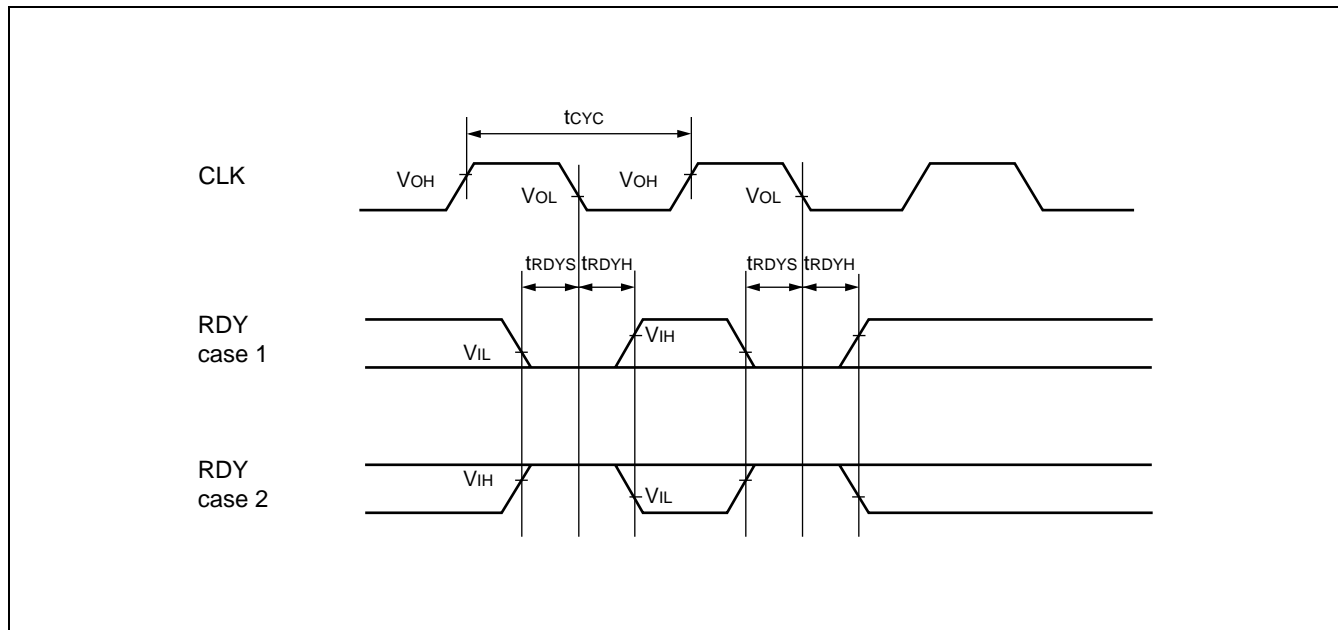 tCYC
CLK
VOH
VOL
VOH
VOL
tRDYS
tRDYH
tRDYS
tRDYH
RDY
case 1
VIL
VIH
RDY
case 2
VIH
VIL